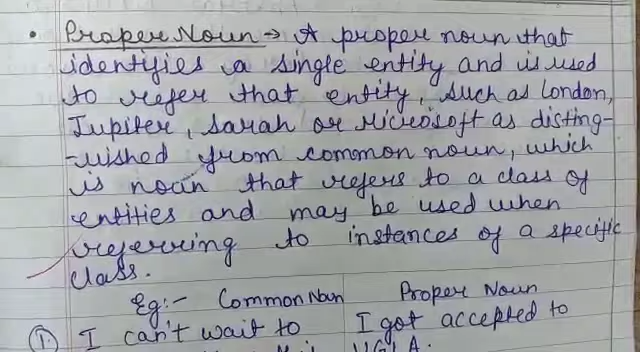 • Proper Noun → A proper noun that
identifies a single entity and is used
to refer that entity, such as London,
Jupiter, Sarah or Microsoft as disting-
-uished from common noun, which
is noun that refers to a class of
entities and may be used when
referring to instances of a specific
class.
Eg:- Common Noun Proper Noun
1. I can't wait to I got accepted to